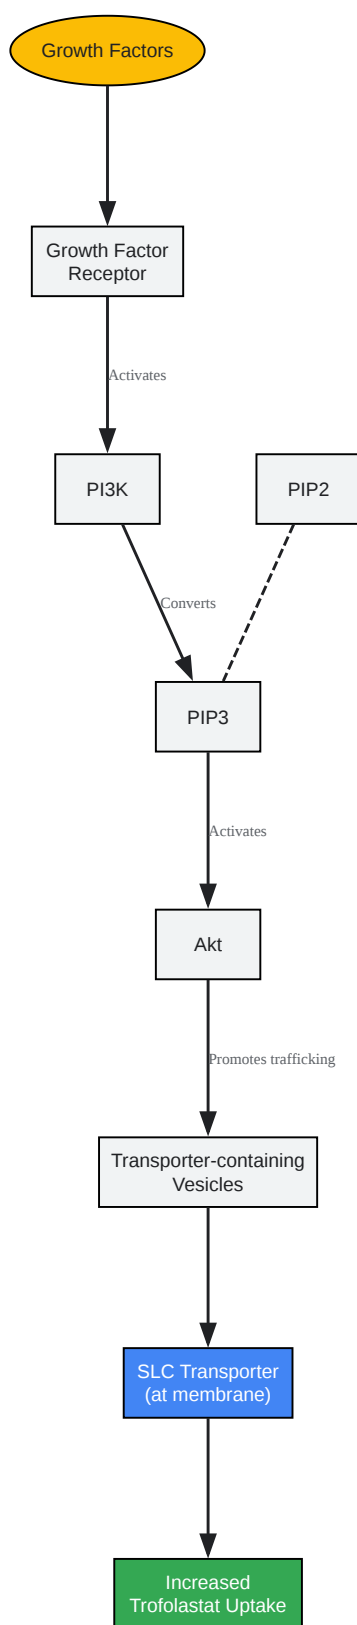 Growth Factors
Growth Factor
Receptor
Activates
PI3K
PIP2
Converts
PIP3
Activates
Akt
Promotes trafficking
Transporter-containing
Vesicles
SLC Transporter
(at membrane)
Increased
Trofolastat Uptake